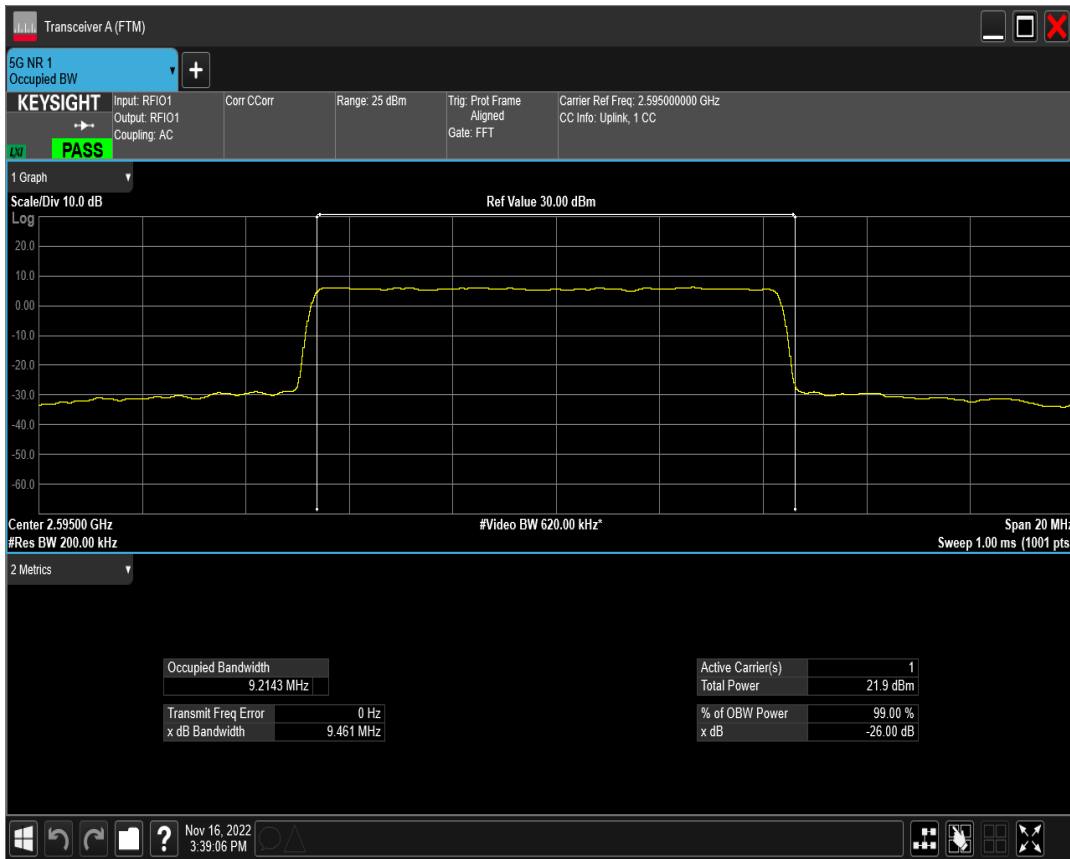 Transceiver A (FTM)
5G NR 1
Occupied BW
+
KEYSIGHT
LXI
PASS
Input: RFIO1
Output: RFIO1
Coupling: AC
Corr CCorr
Range: 25 dBm
Trig: Prot Frame
Aligned
Gate: FFT
Carrier Ref Freq: 2.595000000 GHz
CC Info: Uplink, 1 CC
1 Graph
Scale/Div 10.0 dB
Ref Value 30.00 dBm
Log
20.0
10.0
0.00
-10.0
-20.0
-30.0
-40.0
-50.0
-60.0
Center 2.59500 GHz
#Video BW 620.00 kHz*
Span 20 MHz
#Res BW 200.00 kHz
Sweep 1.00 ms (1001 pts
2 Metrics
Occupied Bandwidth
9.2143 MHz
Transmit Freq Error 0 Hz
x dB Bandwidth 9.461 MHz
Active Carrier(s) 1
Total Power 21.9 dBm
% of OBW Power 99.00 %
x dB -26.00 dB
?
Nov 16, 2022
3:39:06 PM